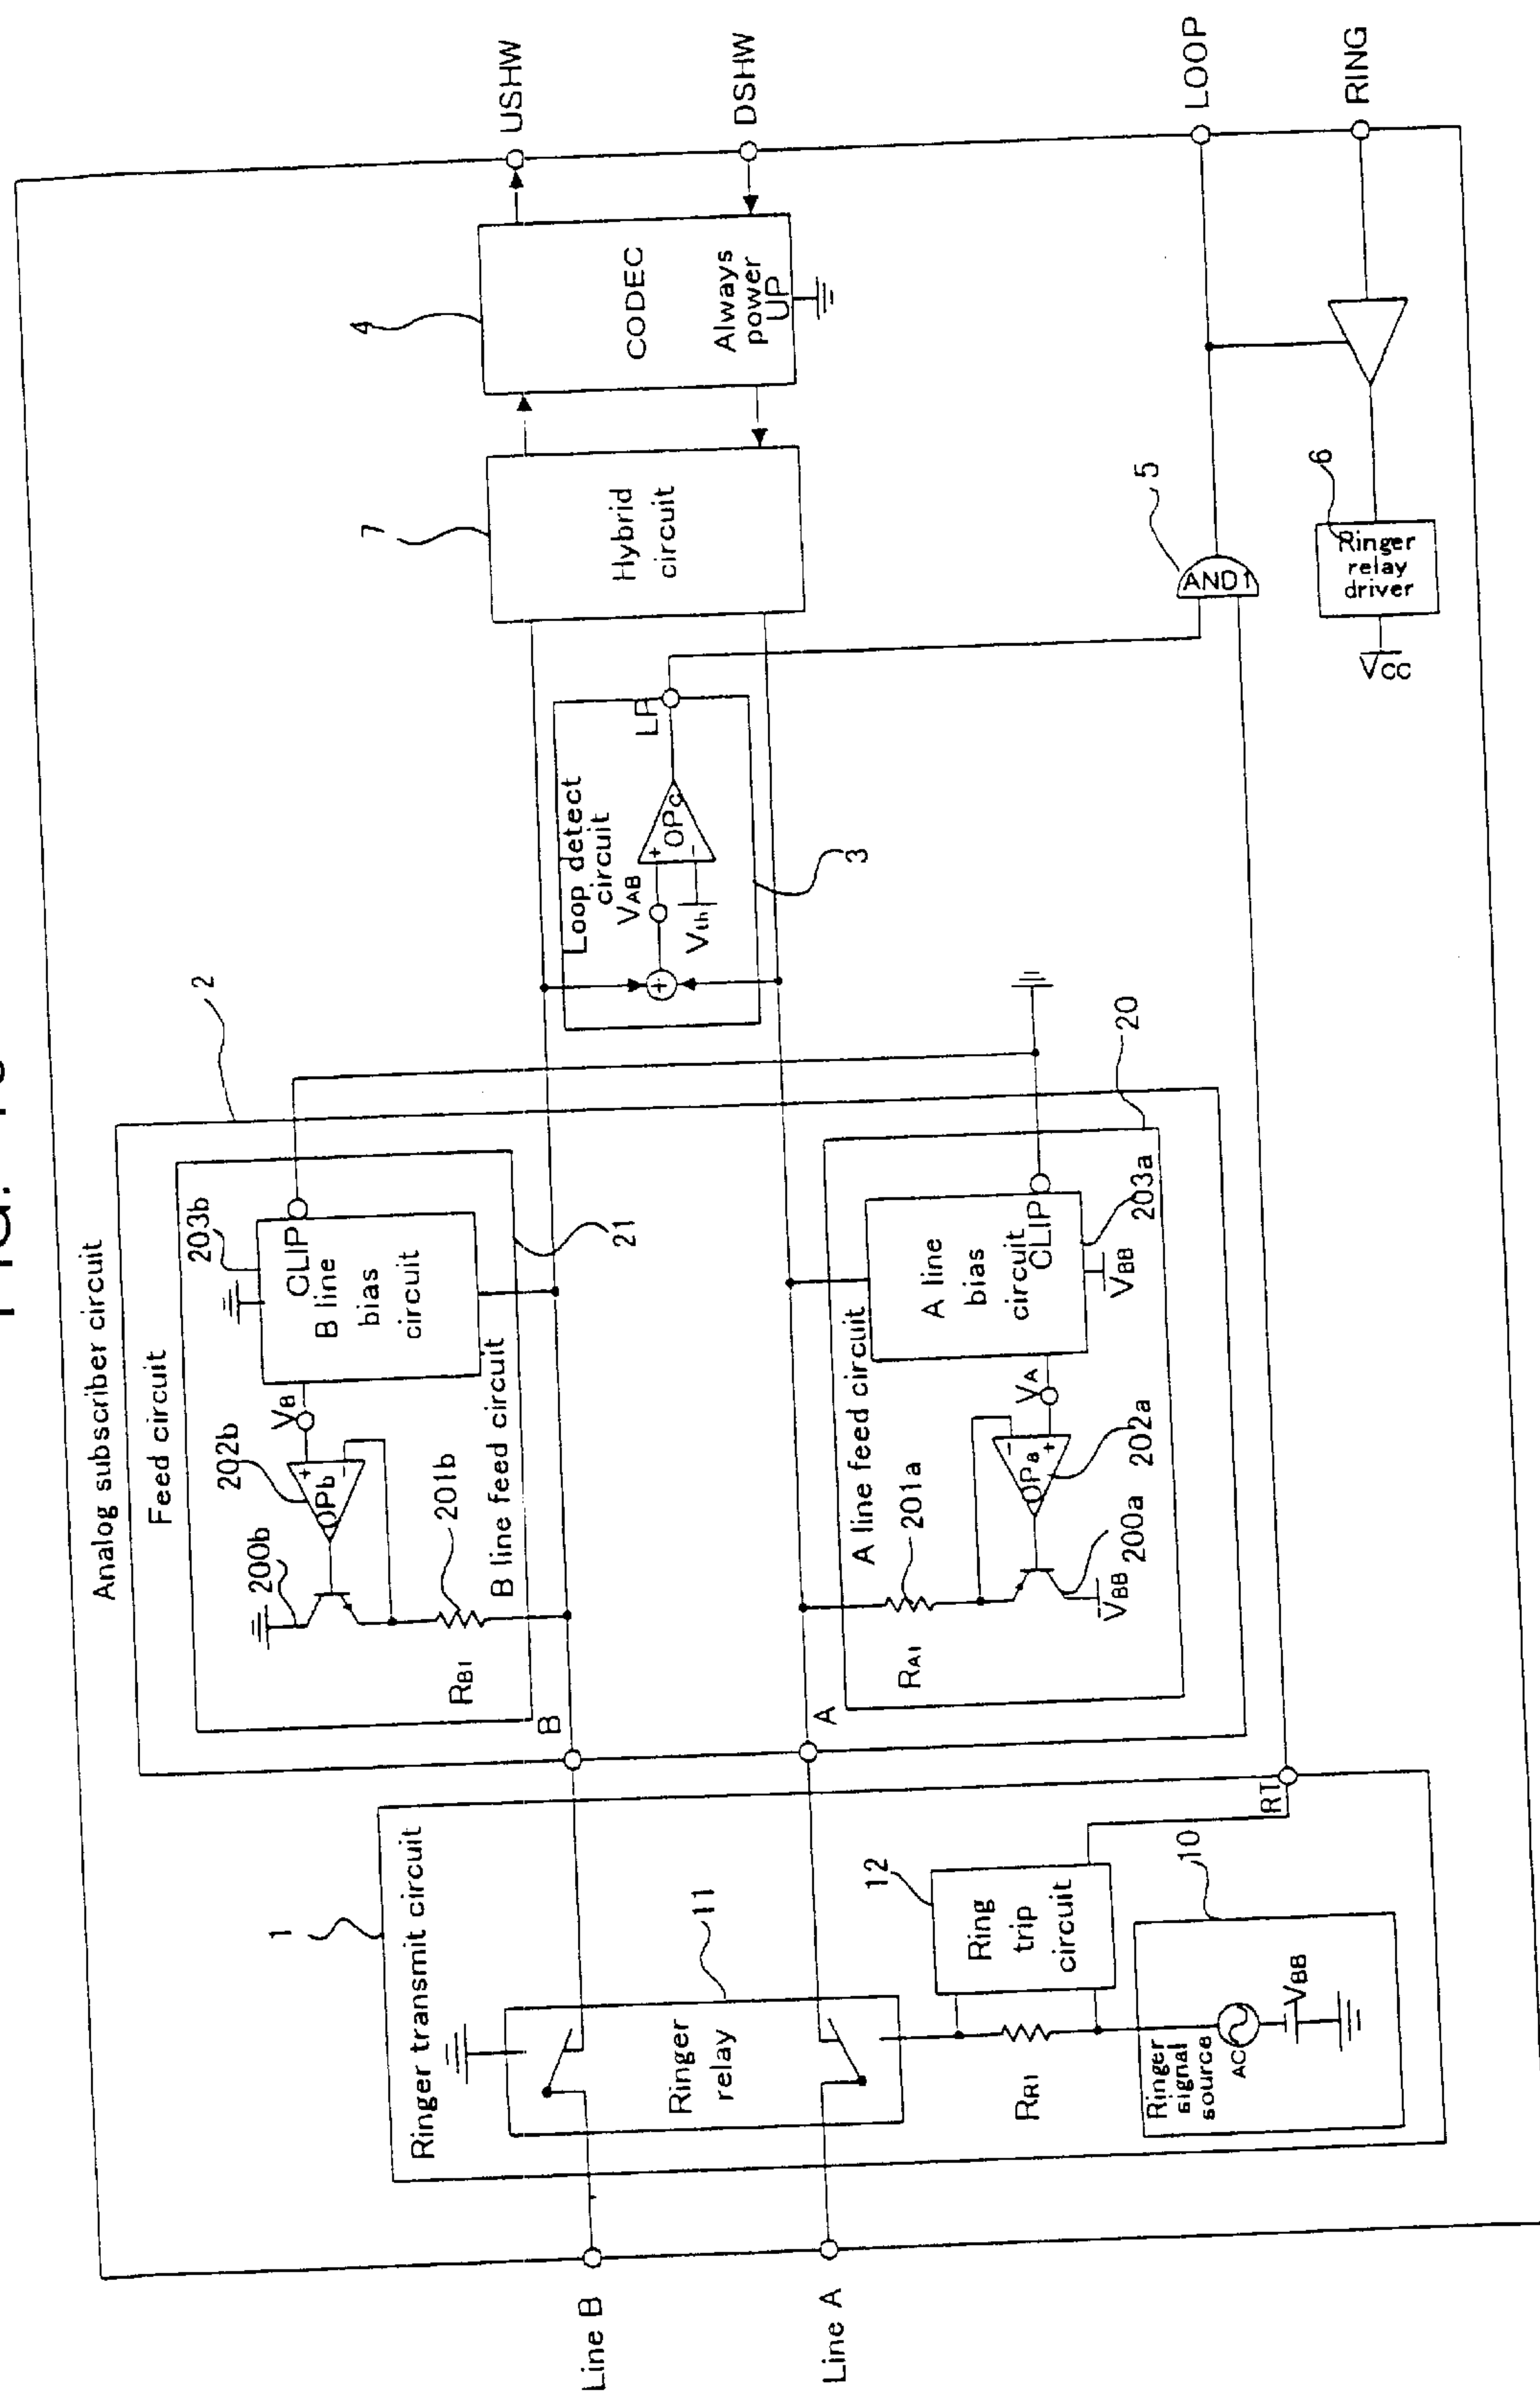 Analog subscriber circuit
2
Feed circuit
203b
CLIP
B line
bias
circuit
202b
VB
OPb
+
-
200b
201b
RB1
B line feed circuit
21
B
1
Ringer transmit circuit
Ringer
relay
11
12
Ring
trip
circuit
RT
10
RR1
Ringer
signal
source
AC
VBB
Line B
Line A
A
A line feed circuit
201a
RA1
A line
bias
circuit
CLIP
203a
VBB
VA
OPa
-
+
202a
200a
VBB
20
Loop detect
circuit
VAB
Vth
+
+
-
OPc
LP
3
7
Hybrid
circuit
4
CODEC
Always
power
UP
USHW
DSHW
LOOP
RING
5
AND1
6
Ringer
relay
driver
VCC